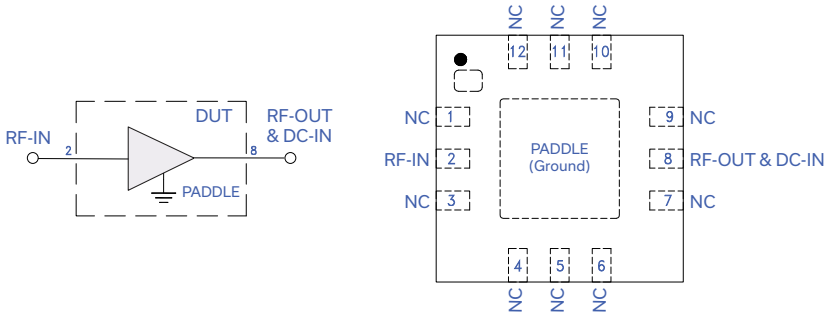 RF-IN
2
DUT
PADDLE
8
RF-OUT
& DC-IN
NC
NC
NC
12
11
10
NC
1
RF-IN
2
NC
3
PADDLE
(Ground)
9
NC
8
RF-OUT & DC-IN
7
NC
4
5
6
NC
NC
NC